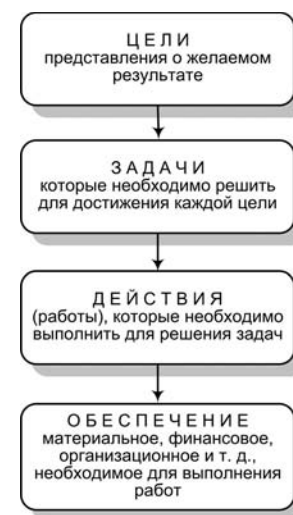 ЦЕЛИ
представления о желаемом
результате
ЗАДАЧИ
которые необходимо решить
для достижения каждой цели
ДЕЙСТВИЯ
(работы), которые необходимо
выполнить для решения задач
ОБЕСПЕЧЕНИЕ
материальное, финансовое,
организационное и т. д.,
необходимое для выполнения
работ